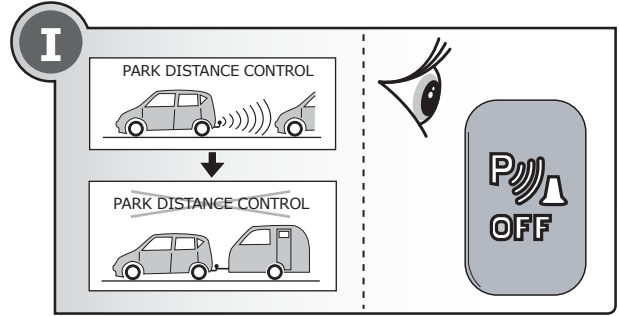 I
PARK DISTANCE CONTROL
PARK DISTANCE CONTROL
P
OFF